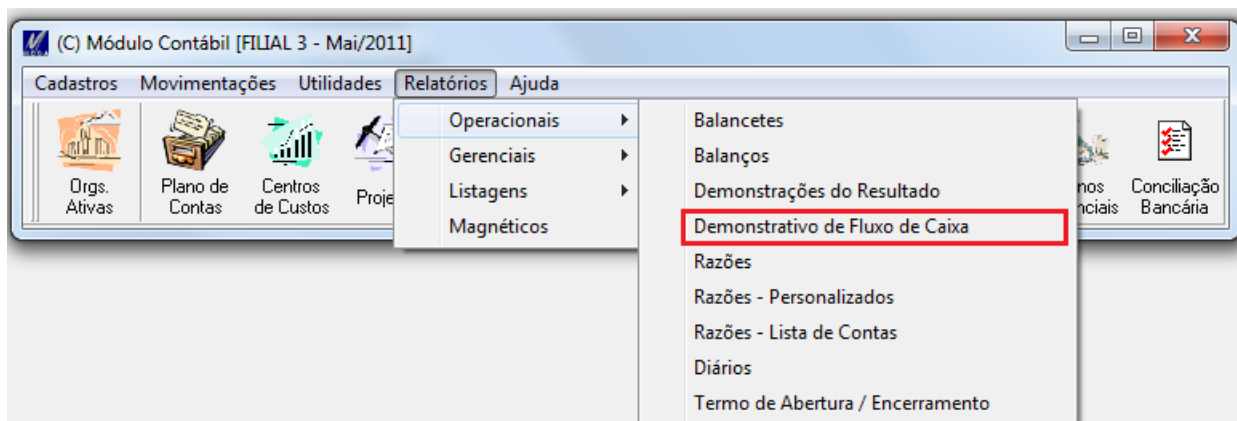 (C) Módulo Contábil [FILIAL 3 - Mai/2011]
Cadastros Movimentações Utilidades Relatórios Ajuda
Orgs. Ativas
Plano de Contas
Centros de Custos
Operacionais
Gerenciais
Listagens
Magnéticos
Balancetes
Balanços
Demonstrações do Resultado
Demonstrativo de Fluxo de Caixa
Razões
Razões - Personalizados
Razões - Lista de Contas
Diários
Termo de Abertura / Encerramento
Conciliação Bancária